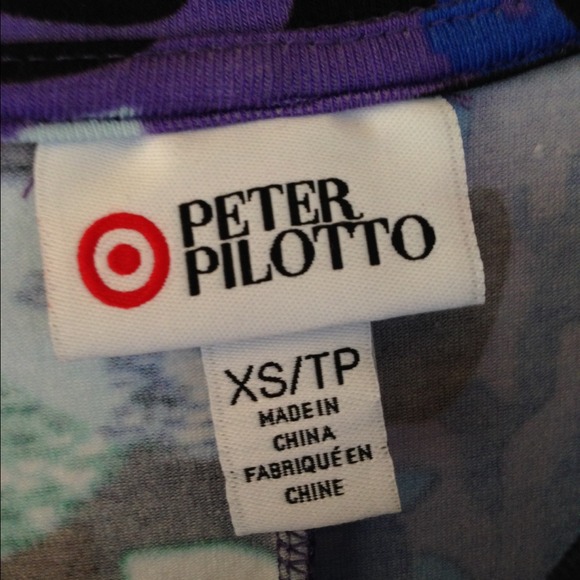 PETER
PILOTTO
XS/TP
MADE IN
CHINA
FABRIQUÉ EN
CHINE